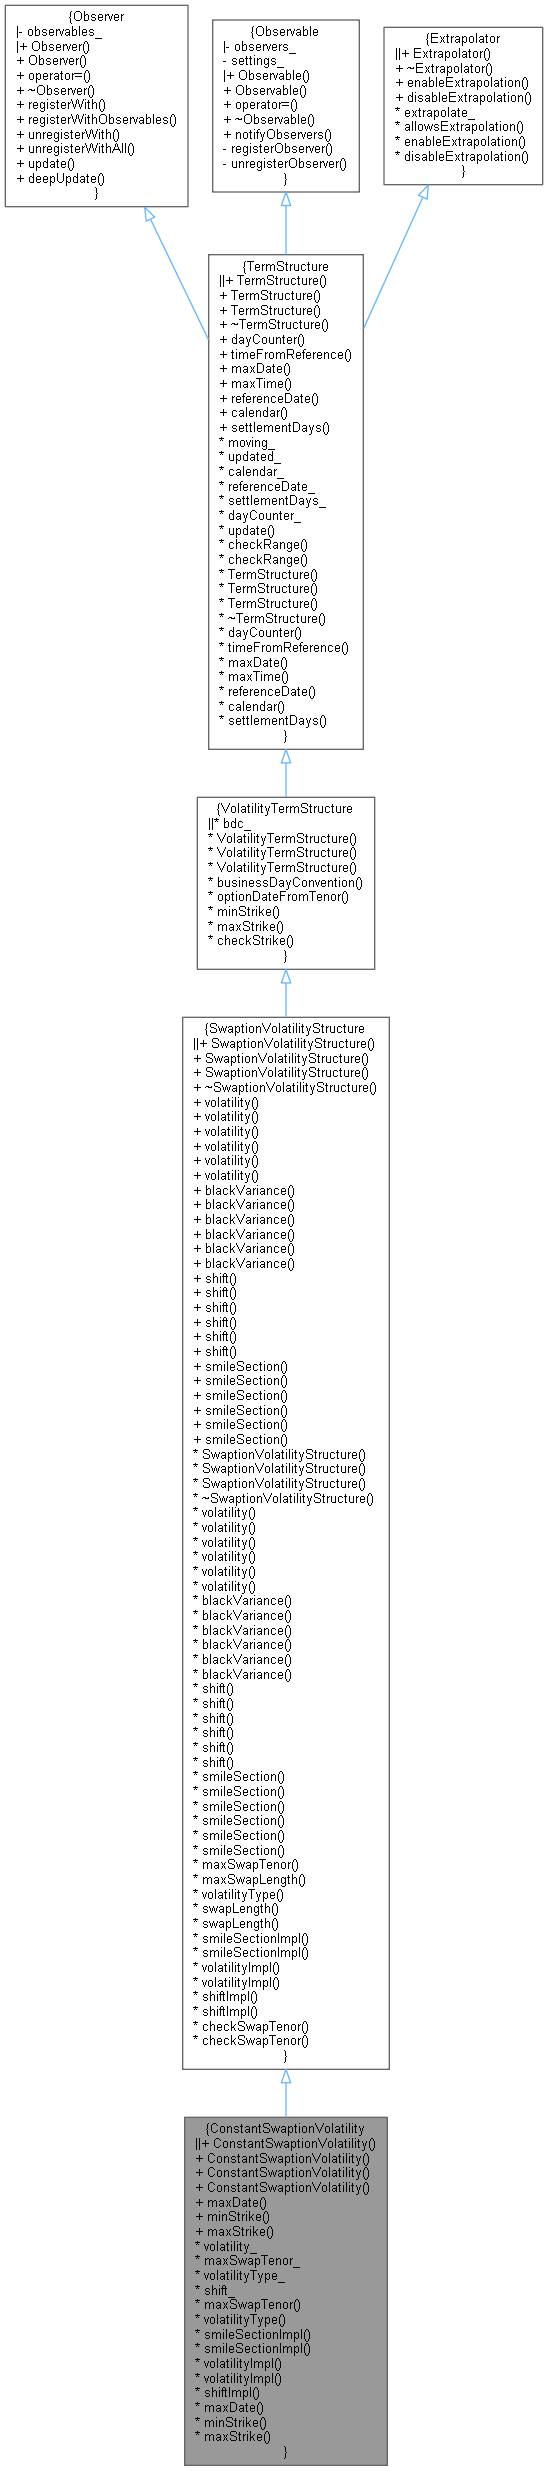 {Observer
|- observables_
|+ Observer()
+ Observer()
+ operator=()
+ ~Observer()
+ registerWith()
+ registerWithObservables()
+ unregisterWith()
+ unregisterWithAll()
+ update()
+ deepUpdate()
}
{Observable
|- observers_
- settings_
|+ Observable()
+ Observable()
+ operator=()
+ ~Observable()
+ notifyObservers()
- registerObserver()
- unregisterObserver()
}
{Extrapolator
||+ Extrapolator()
+ ~Extrapolator()
+ enableExtrapolation()
+ disableExtrapolation()
* extrapolate_
* allowsExtrapolation()
* enableExtrapolation()
* disableExtrapolation()
}
{TermStructure
||+ TermStructure()
+ TermStructure()
+ TermStructure()
+ ~TermStructure()
+ dayCounter()
+ timeFromReference()
+ maxDate()
+ maxTime()
+ referenceDate()
+ calendar()
+ settlementDays()
* moving_
* updated_
* calendar_
* referenceDate_
* settlementDays_
* dayCounter_
* update()
* checkRange()
* checkRange()
* TermStructure()
* TermStructure()
* TermStructure()
* ~TermStructure()
* dayCounter()
* timeFromReference()
* maxDate()
* maxTime()
* referenceDate()
* calendar()
* settlementDays()
}
{VolatilityTermStructure
||* bdc_
* VolatilityTermStructure()
* VolatilityTermStructure()
* VolatilityTermStructure()
* businessDayConvention()
* optionDateFromTenor()
* minStrike()
* maxStrike()
* checkStrike()
}
{SwaptionVolatilityStructure
||+ SwaptionVolatilityStructure()
+ SwaptionVolatilityStructure()
+ SwaptionVolatilityStructure()
+ ~SwaptionVolatilityStructure()
+ volatility()
+ volatility()
+ volatility()
+ volatility()
+ volatility()
+ volatility()
+ blackVariance()
+ blackVariance()
+ blackVariance()
+ blackVariance()
+ blackVariance()
+ blackVariance()
+ shift()
+ shift()
+ shift()
+ shift()
+ shift()
+ shift()
+ smileSection()
+ smileSection()
+ smileSection()
+ smileSection()
+ smileSection()
+ smileSection()
* SwaptionVolatilityStructure()
* SwaptionVolatilityStructure()
* SwaptionVolatilityStructure()
* ~SwaptionVolatilityStructure()
* volatility()
* volatility()
* volatility()
* volatility()
* volatility()
* volatility()
* blackVariance()
* blackVariance()
* blackVariance()
* blackVariance()
* blackVariance()
* blackVariance()
* shift()
* shift()
* shift()
* shift()
* shift()
* shift()
* smileSection()
* smileSection()
* smileSection()
* smileSection()
* smileSection()
* smileSection()
* maxSwapTenor()
* maxSwapLength()
* volatilityType()
* swapLength()
* swapLength()
* smileSectionImpl()
* smileSectionImpl()
* volatilityImpl()
* volatilityImpl()
* shiftImpl()
* shiftImpl()
* checkSwapTenor()
* checkSwapTenor()
}
{ConstantSwaptionVolatility
||+ ConstantSwaptionVolatility()
+ ConstantSwaptionVolatility()
+ ConstantSwaptionVolatility()
+ ConstantSwaptionVolatility()
+ maxDate()
+ minStrike()
+ maxStrike()
* volatility_
* maxSwapTenor_
* volatilityType_
* shift_
* maxSwapTenor()
* volatilityType()
* smileSectionImpl()
* smileSectionImpl()
* volatilityImpl()
* volatilityImpl()
* shiftImpl()
* maxDate()
* minStrike()
* maxStrike()
}